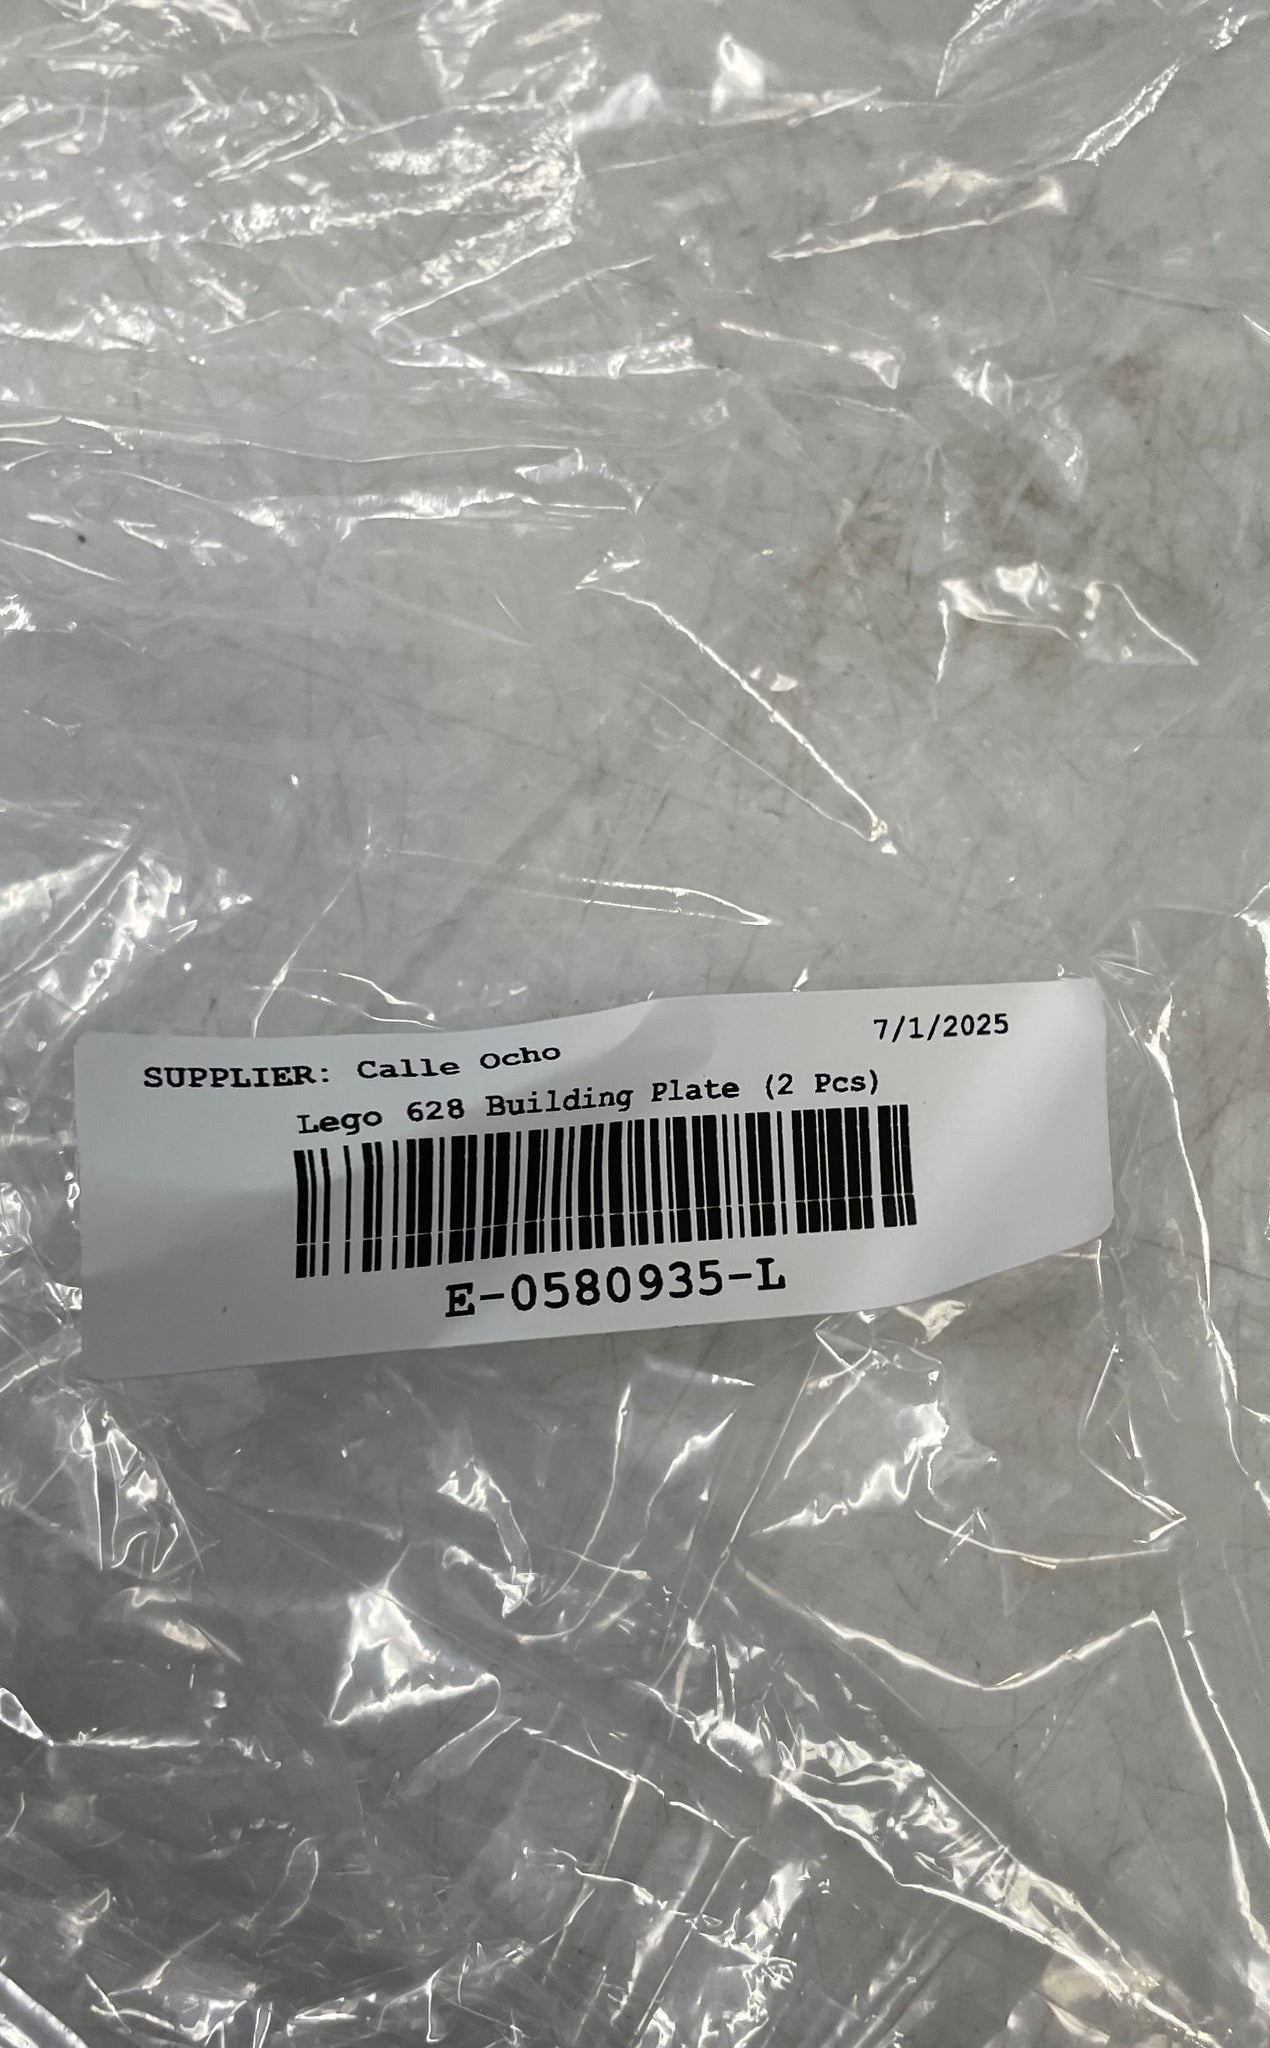 SUPPLIER: Calle Ocho
7/1/2025
Lego 628 Building Plate (2 Pcs)
E-0580935-L